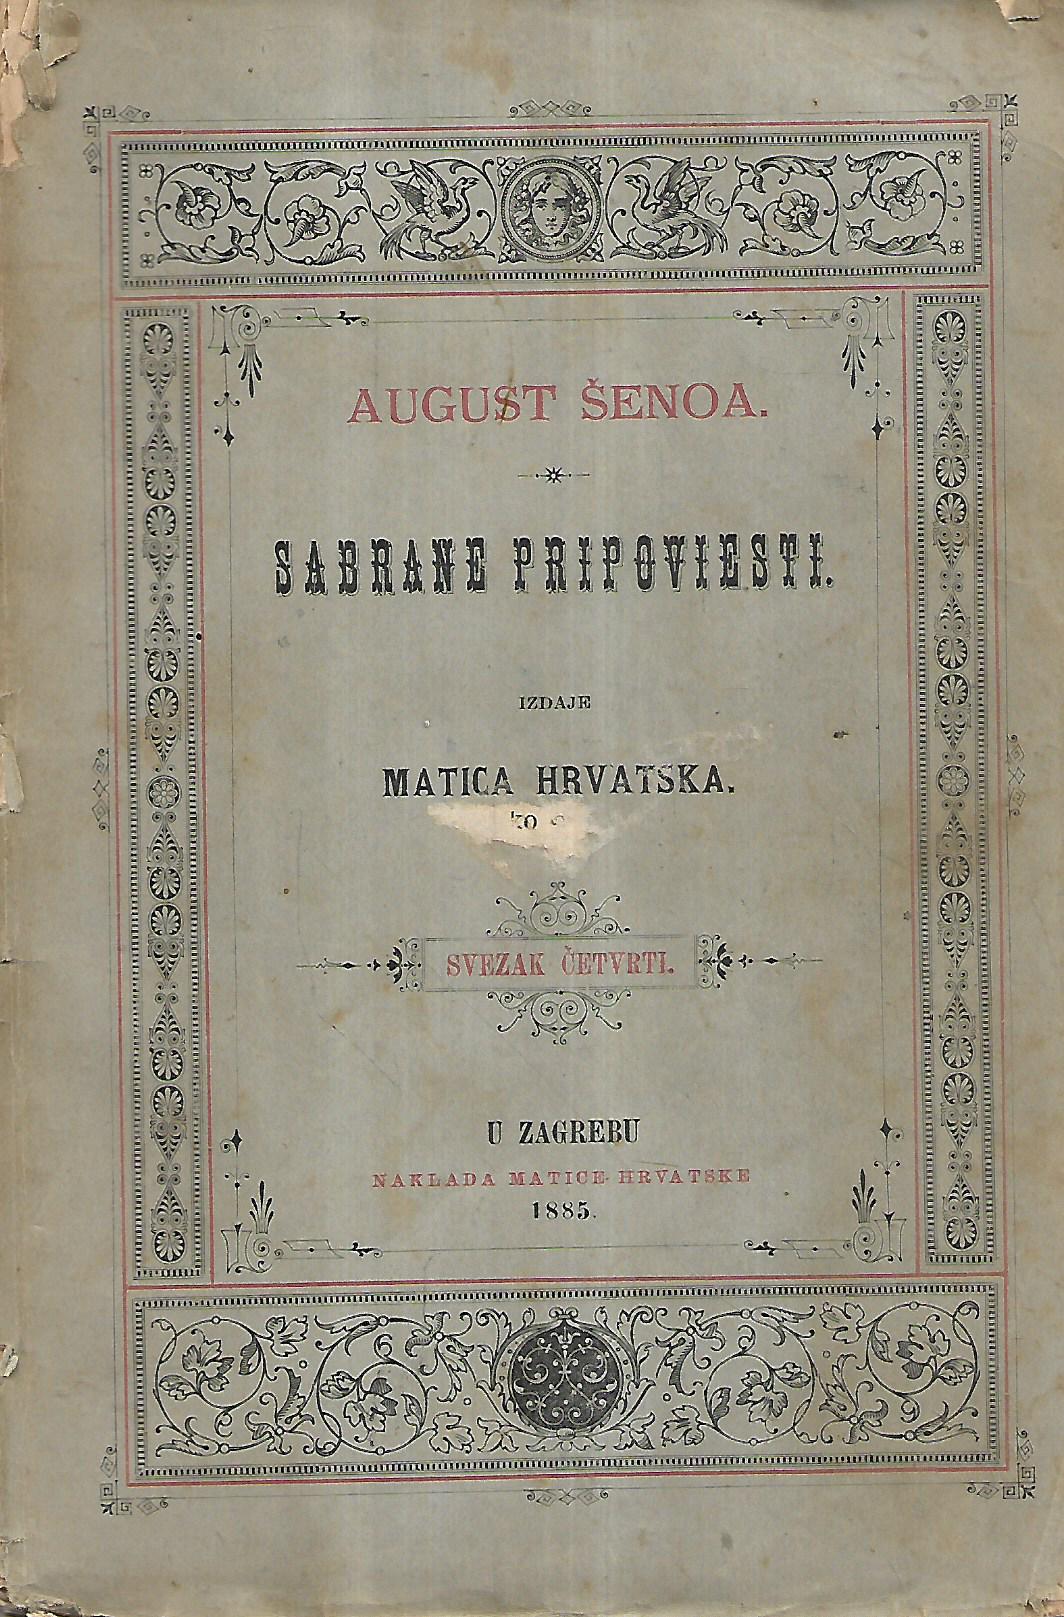 AUGUST ŠENOA.
SABRANE PRIPOVIESTI.
IZDAJE
MATICA HRVATSKA.
SVEZAK ČETVRTI.
U ZAGREBU
NAKLADA MATICE HRVATSKE
1885.